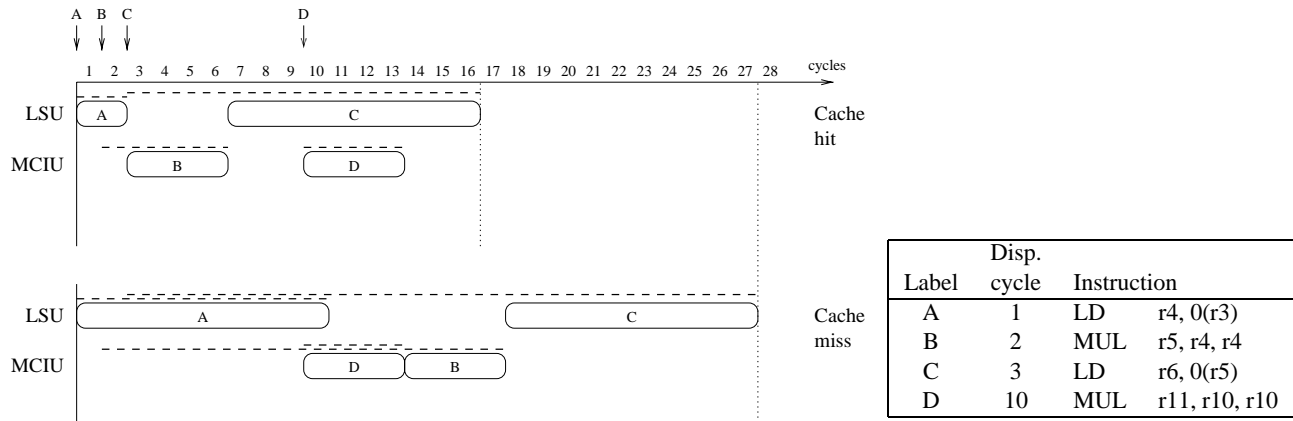 A B C D
1 2 3 4 5 6 7 8 9 10 11 12 13 14 15 16 17 18 19 20 21 22 23 24 25 26 27 28 cycles
LSU A C Cache
hit
MCIU B D
LSU A C Cache
miss
MCIU D B
Disp.
Label cycle Instruction
A 1 LD r4, 0(r3)
B 2 MUL r5, r4, r4
C 3 LD r6, 0(r5)
D 10 MUL r11, r10, r10